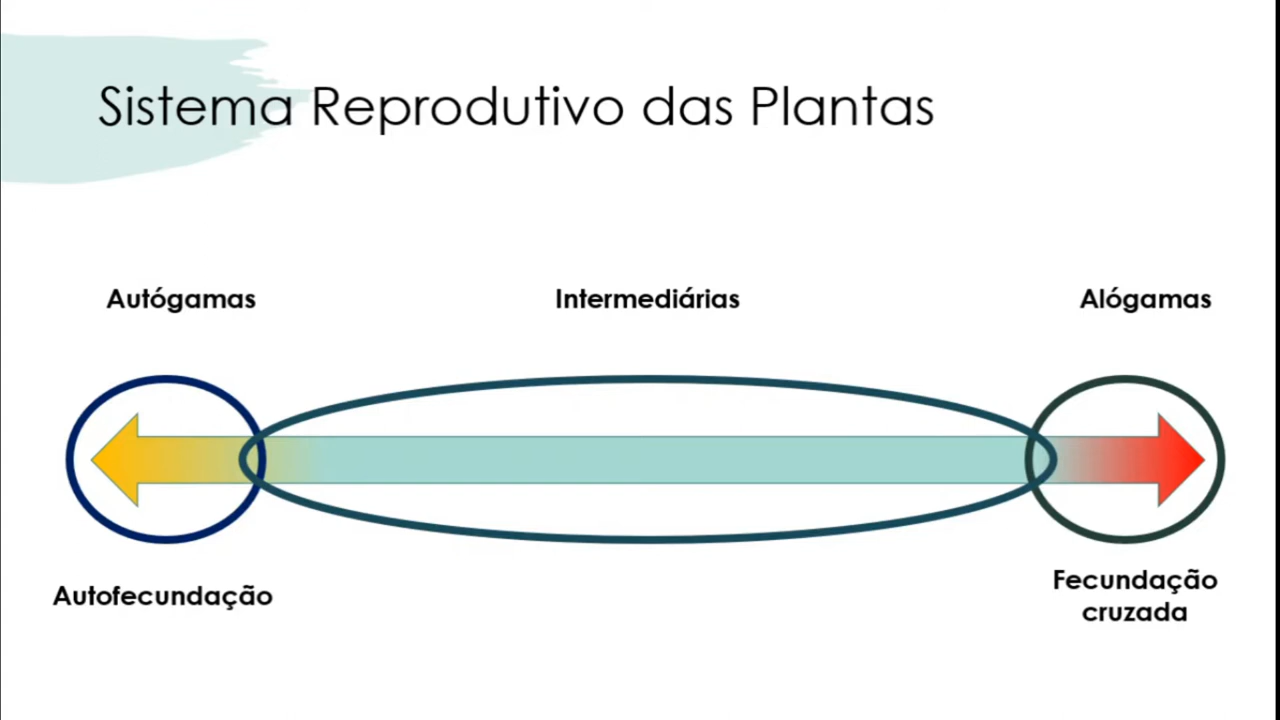 Sistema Reprodutivo das Plantas
Autógamas
Intermediárias
Alógamas
Autofecundação
Fecundação
cruzada